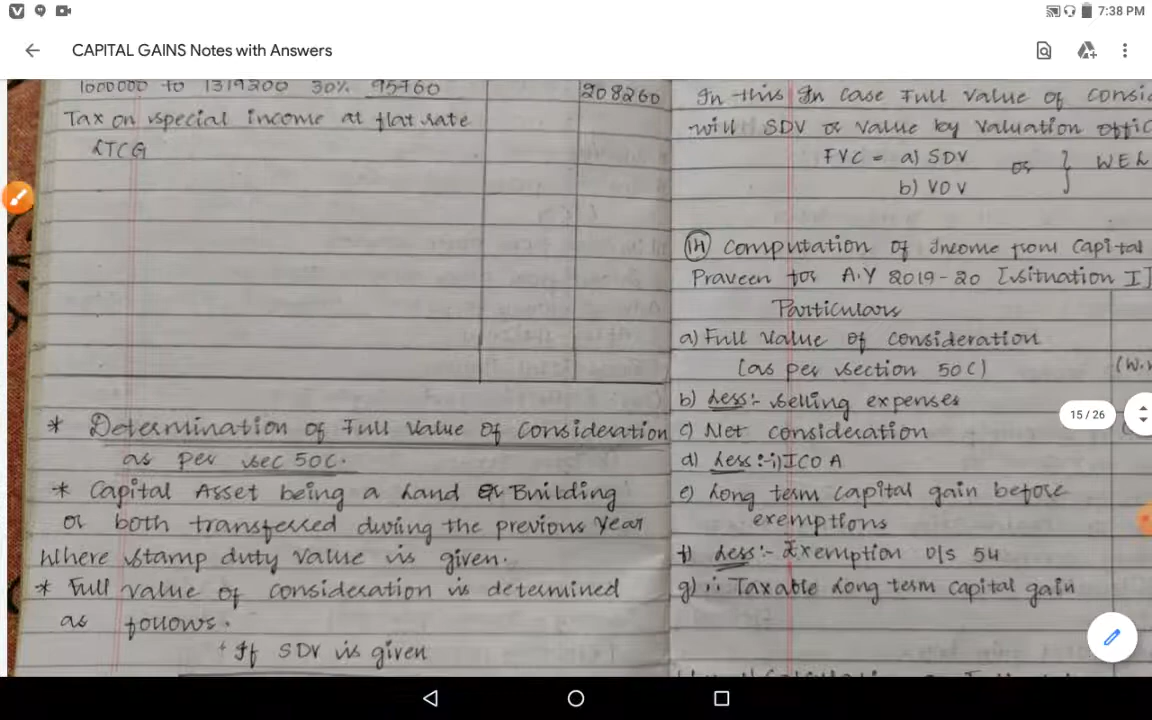 7:38 PM
CAPITAL GAINS Notes with Answers
1000000 to 1319200 30% 95760
208260
Tax on special income at flat rate
LTCG
* Determination of Full Value Of Consideration
as per sec 50C.
* Capital Asset being a Land or Building
or both transferred during the previous year
Where stamp duty value is given.
* Full value of consideration is determined
as follows.
* If SDV is given
In this In Case Full Value of Consid
will SDV or Value by Valuation offic
FVC = a) SDV
or } WEL
b) VOV
14 Computation of Income from Capital
Praveen for A.Y 2019-20 [situation I]
Particulars
a) Full Value of consideration
(as per section 50C)
(W.N
b) Less:- selling expenses
c) Net consideration
d) Less:-i) ICOA
e) Long term capital gain before
exemptions
f) Less:- Exemption U/S 54
g) ∴ Taxable Long term capital gain
15 / 26